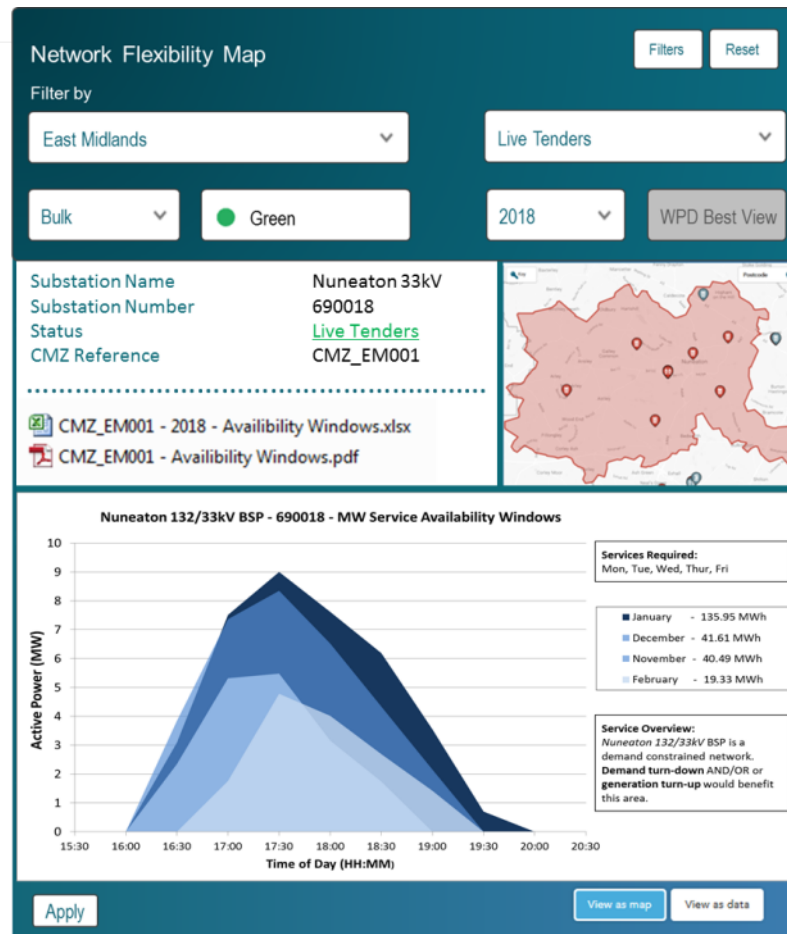 Network Flexibility Map
Filters
Reset
Filter by
East Midlands
Live Tenders
Bulk
Green
2018
WPD Best View
Substation Name Nuneaton 33kV
Substation Number 690018
Status Live Tenders
CMZ Reference CMZ_EM001
Postcode
Nuneaton
CMZ_EM001 - 2018 - Availibility Windows.xlsx
CMZ_EM001 - Availibility Windows.pdf
Nuneaton 132/33kV BSP - 690018 - MW Service Availability Windows
10
9
8
7
6
5
4
3
2
1
0
Active Power (MW)
15:30 16:00 16:30 17:00 17:30 18:00 18:30 19:00 19:30 20:00 20:30
Time of Day (HH:MM)
Services Required:
Mon, Tue, Wed, Thur, Fri
January - 135.95 MWh
December - 41.61 MWh
November - 40.49 MWh
February - 19.33 MWh
Service Overview:
Nuneaton 132/33kV BSP is a
demand constrained network.
Demand turn-down AND/OR or
generation turn-up would benefit
this area.
Apply
View as map
View as data